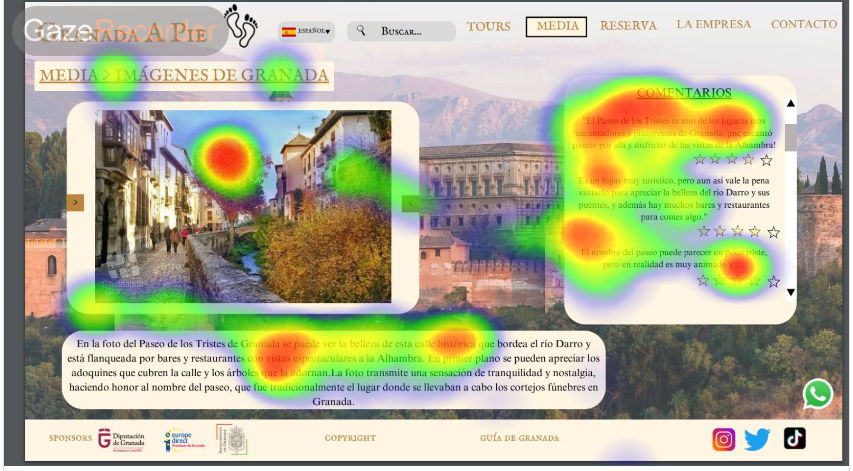 GRANADA A PIE
GazeRecorder
ESPAÑOL
BUSCAR...
TOURS
MEDIA
RESERVA
LA EMPRESA
CONTACTO
MEDIA > IMÁGENES DE GRANADA
COMENTARIOS
"El Paseo de los Tristes es uno de los lugares más
encantadores y pintorescos de Granada, ¡me encantó
pasear por allí y disfrutar de las vistas de la Alhambra!
Es un lugar muy turístico, pero aun así vale la pena
visitarlo para apreciar la belleza del río Darro y sus
puentes, y además hay muchos bares y restaurantes
para comer algo."
El nombre del paseo puede parecer un poco triste,
pero en realidad es muy animado y
En la foto del Paseo de los Tristes de Granada se puede ver la belleza de esta calle histórica que bordea el río Darro y
está flanqueada por bares y restaurantes con vistas espectaculares a la Alhambra. En primer plano se pueden apreciar los
adoquines que cubren la calle y los árboles que la adornan.La foto transmite una sensación de tranquilidad y nostalgia,
haciendo honor al nombre del paseo, que fue tradicionalmente el lugar donde se llevaban a cabo los cortejos fúnebres en
Granada.
SPONSORS
Diputación
de Granada
europe
direct
Provincia de Granada
COPYRIGHT
GUÍA DE GRANADA